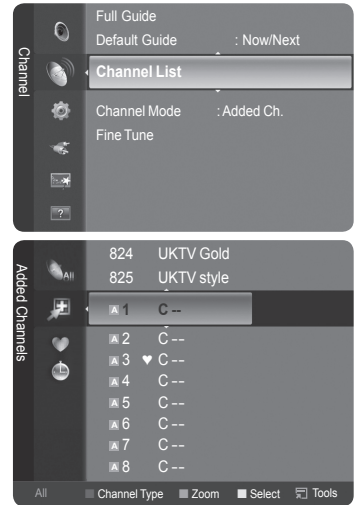 Channel
Full Guide
Default Guide : Now/Next
Channel List
Channel Mode : Added Ch.
Fine Tune
?
Added Channels
All
824 UKTV Gold
825 UKTV style
A 1 C --
A 2 C --
A 3 ♥ C --
A 4 C --
A 5 C --
A 6 C --
A 7 C --
A 8 C --
All Channel Type Zoom Select Tools